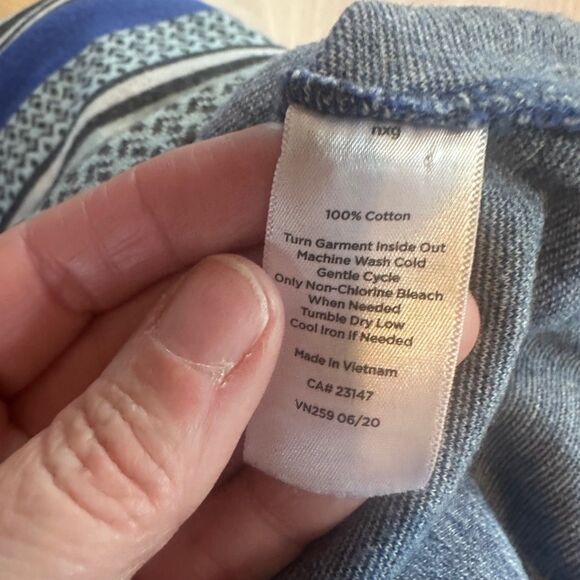 nxg
100% Cotton
Turn Garment Inside Out
Machine Wash Cold
Gentle Cycle
Only Non-Chlorine Bleach
When Needed
Tumble Dry Low
Cool Iron if Needed
Made in Vietnam
CA# 23147
VN259 06/20